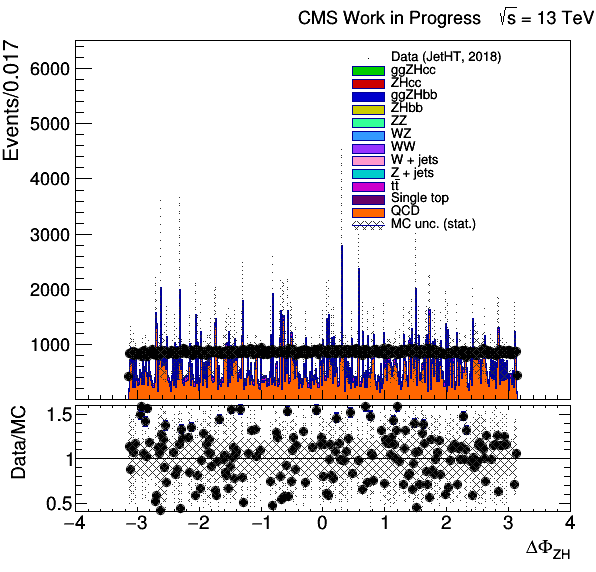 CMS Work in Progress √s = 13 TeV
Events/0.017
6000
5000
4000
3000
2000
1000
Data (JetHT, 2018)
ggZHcc
ZHcc
ggZHbb
ZHbb
ZZ
WZ
WW
W + jets
Z + jets
tt̄
Single top
QCD
MC unc. (stat.)
Data/MC
1.5
1
0.5
−4 −3 −2 −1 0 1 2 3 4
ΔΦZH